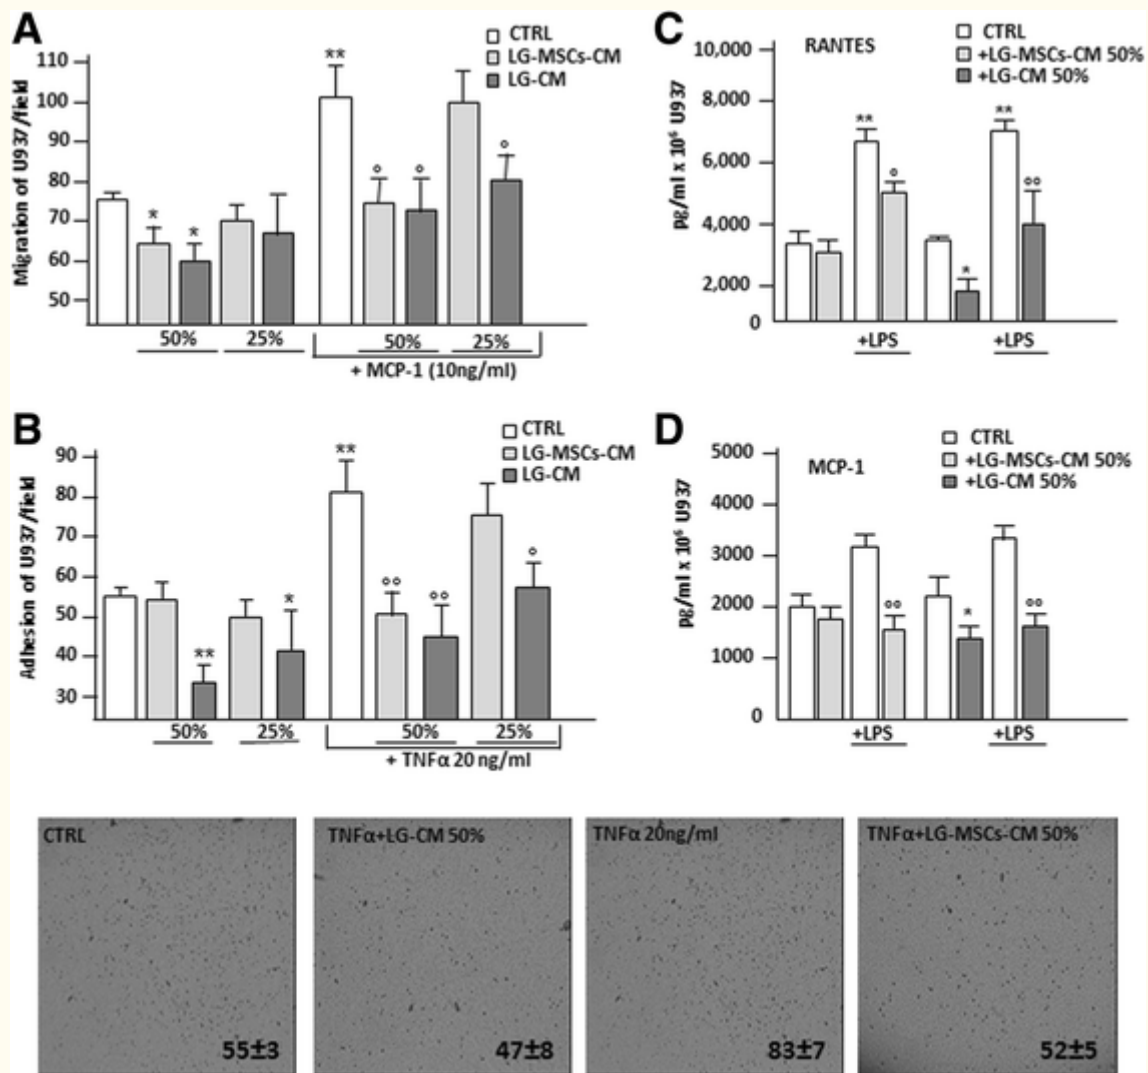 A
CTRL
LG-MSCs-CM
LG-CM
Migration of U937/field
110
100
90
80
70
60
50
**
*
*
°
°
°
50%
25%
50%
25%
+ MCP-1 (10ng/ml)
B
CTRL
LG-MSCs-CM
LG-CM
Adhesion of U937/field
90
80
70
60
50
40
30
**
**
*
°°
°°
°
50%
25%
50%
25%
+ TNFα 20 ng/ml
C
RANTES
CTRL
+LG-MSCs-CM 50%
+LG-CM 50%
pg/ml x 10⁶ U937
10,000
8,000
6,000
4,000
2,000
0
**
°
*
**
°°
+LPS
+LPS
D
MCP-1
CTRL
+LG-MSCs-CM 50%
+LG-CM 50%
pg/ml x 10⁶ U937
5000
4000
3000
2000
1000
0
°°
*
°°
+LPS
+LPS
CTRL
55±3
TNFα+LG-CM 50%
47±8
TNFα 20ng/ml
83±7
TNFα+LG-MSCs-CM 50%
52±5